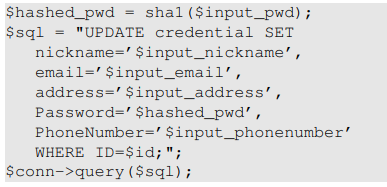 $hashed_pwd = sha1($input_pwd);
$sql = "UPDATE credential SET
nickname=’$input_nickname’,
email=’$input_email’,
address=’$input_address’,
Password=’$hashed_pwd’,
PhoneNumber=’$input_phonenumber’
WHERE ID=$id;";
$conn->query($sql);